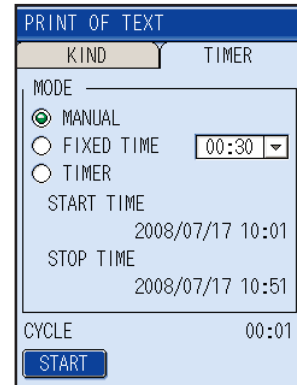 PRINT OF TEXT
KIND TIMER
MODE
MANUAL
FIXED TIME 00:30
TIMER
START TIME
2008/07/17 10:01
STOP TIME
2008/07/17 10:51
CYCLE 00:01
START